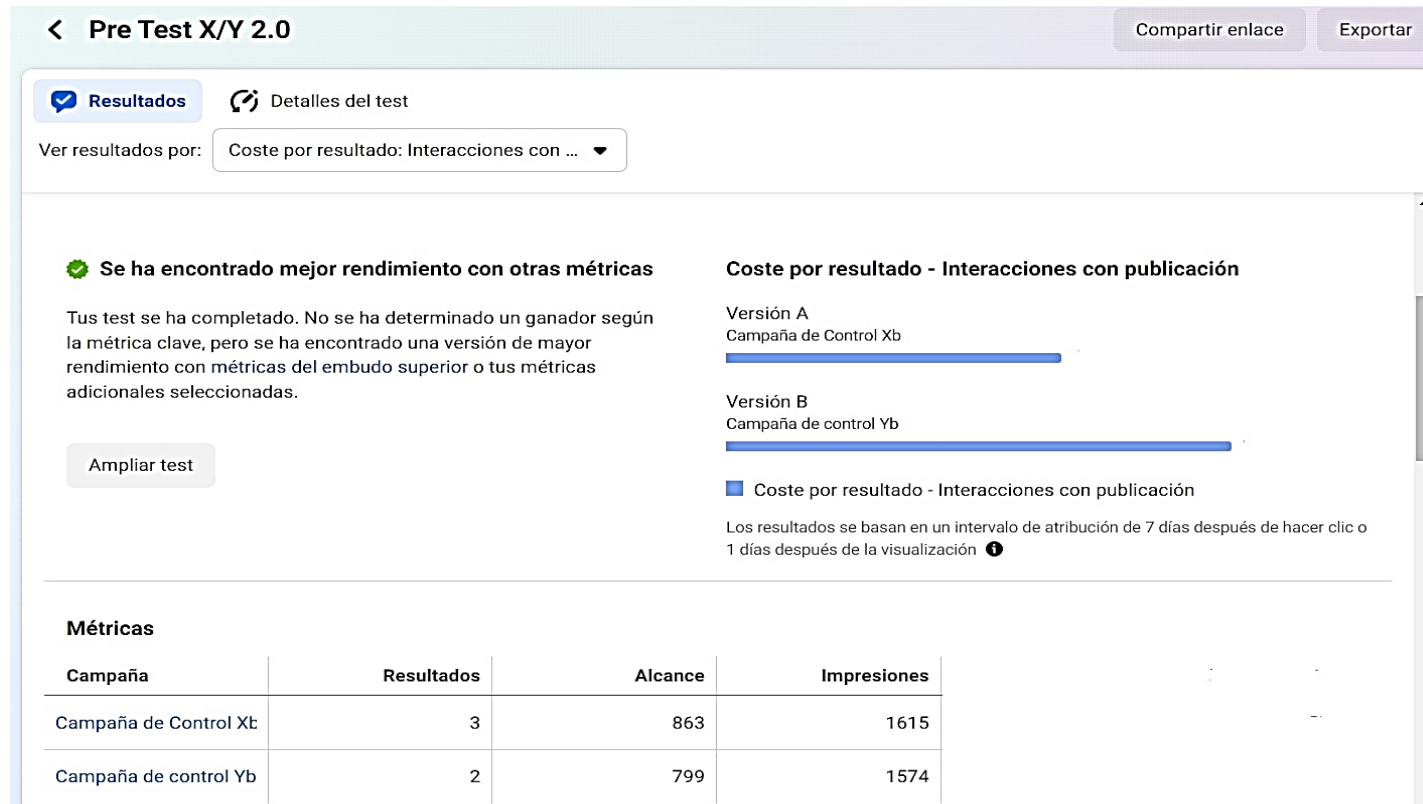 Pre Test X/Y 2.0
Compartir enlace
Exportar
Resultados
Detalles del test
Ver resultados por:
Coste por resultado: Interacciones con ...
Se ha encontrado mejor rendimiento con otras métricas
Tus test se ha completado. No se ha determinado un ganador según
la métrica clave, pero se ha encontrado una versión de mayor
rendimiento con métricas del embudo superior o tus métricas
adicionales seleccionadas.
Ampliar test
Coste por resultado - Interacciones con publicación
Versión A
Campaña de Control Xb
Versión B
Campaña de control Yb
Coste por resultado - Interacciones con publicación
Los resultados se basan en un intervalo de atribución de 7 días después de hacer clic o
1 días después de la visualización
Métricas
Campaña Resultados Alcance Impresiones
Campaña de Control Xb 3 863 1615
Campaña de control Yb 2 799 1574